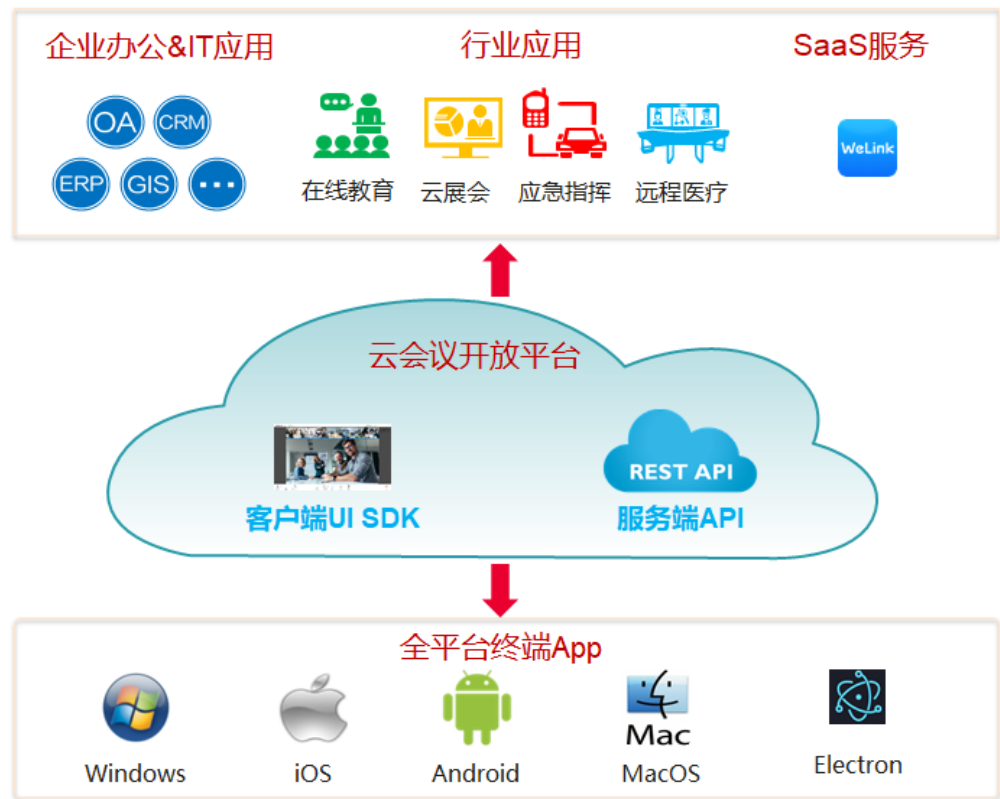 企业办公&IT应用
行业应用
SaaS服务
OA
CRM
ERP
GIS
...
WeLink
在线教育
云展会
应急指挥
远程医疗
云会议开放平台
REST API
客户端UI SDK
服务端API
全平台终端App
Mac
Windows
iOS
Android
MacOS
Electron